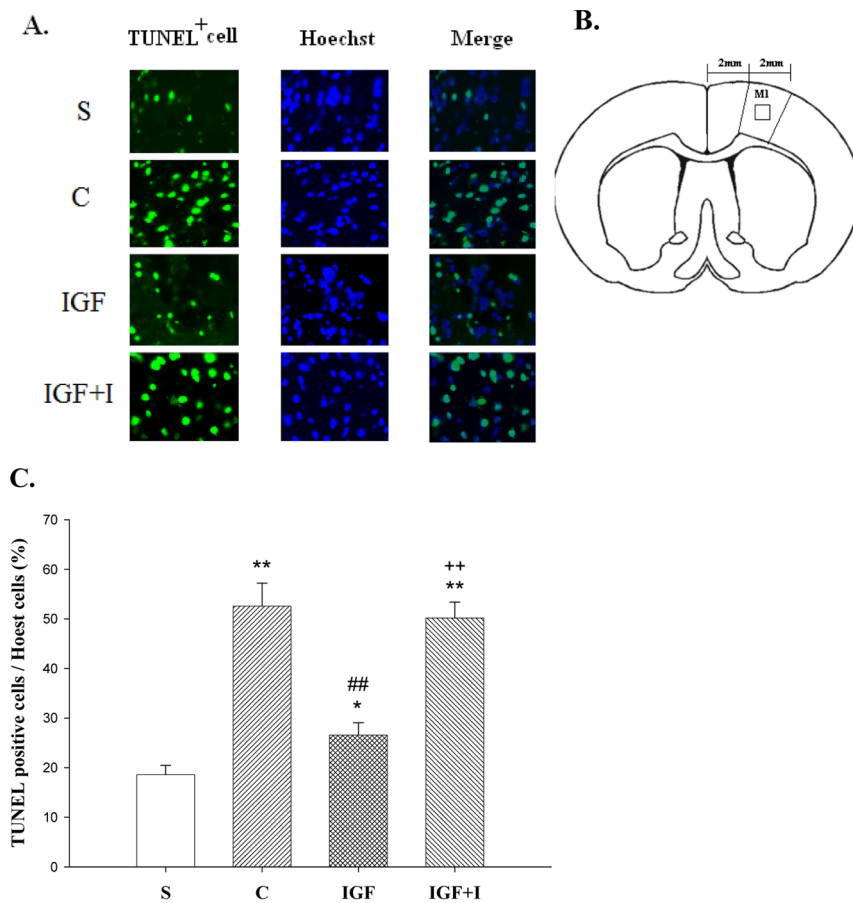 A.
TUNEL+cell Hoechst Merge
S
C
IGF
IGF+I
B.
2mm 2mm
M1
C.
TUNEL positive cells / Hoest cells (%)
70
60
50
40
30
20
10
0
**
##
*
++
**
S C IGF IGF+I